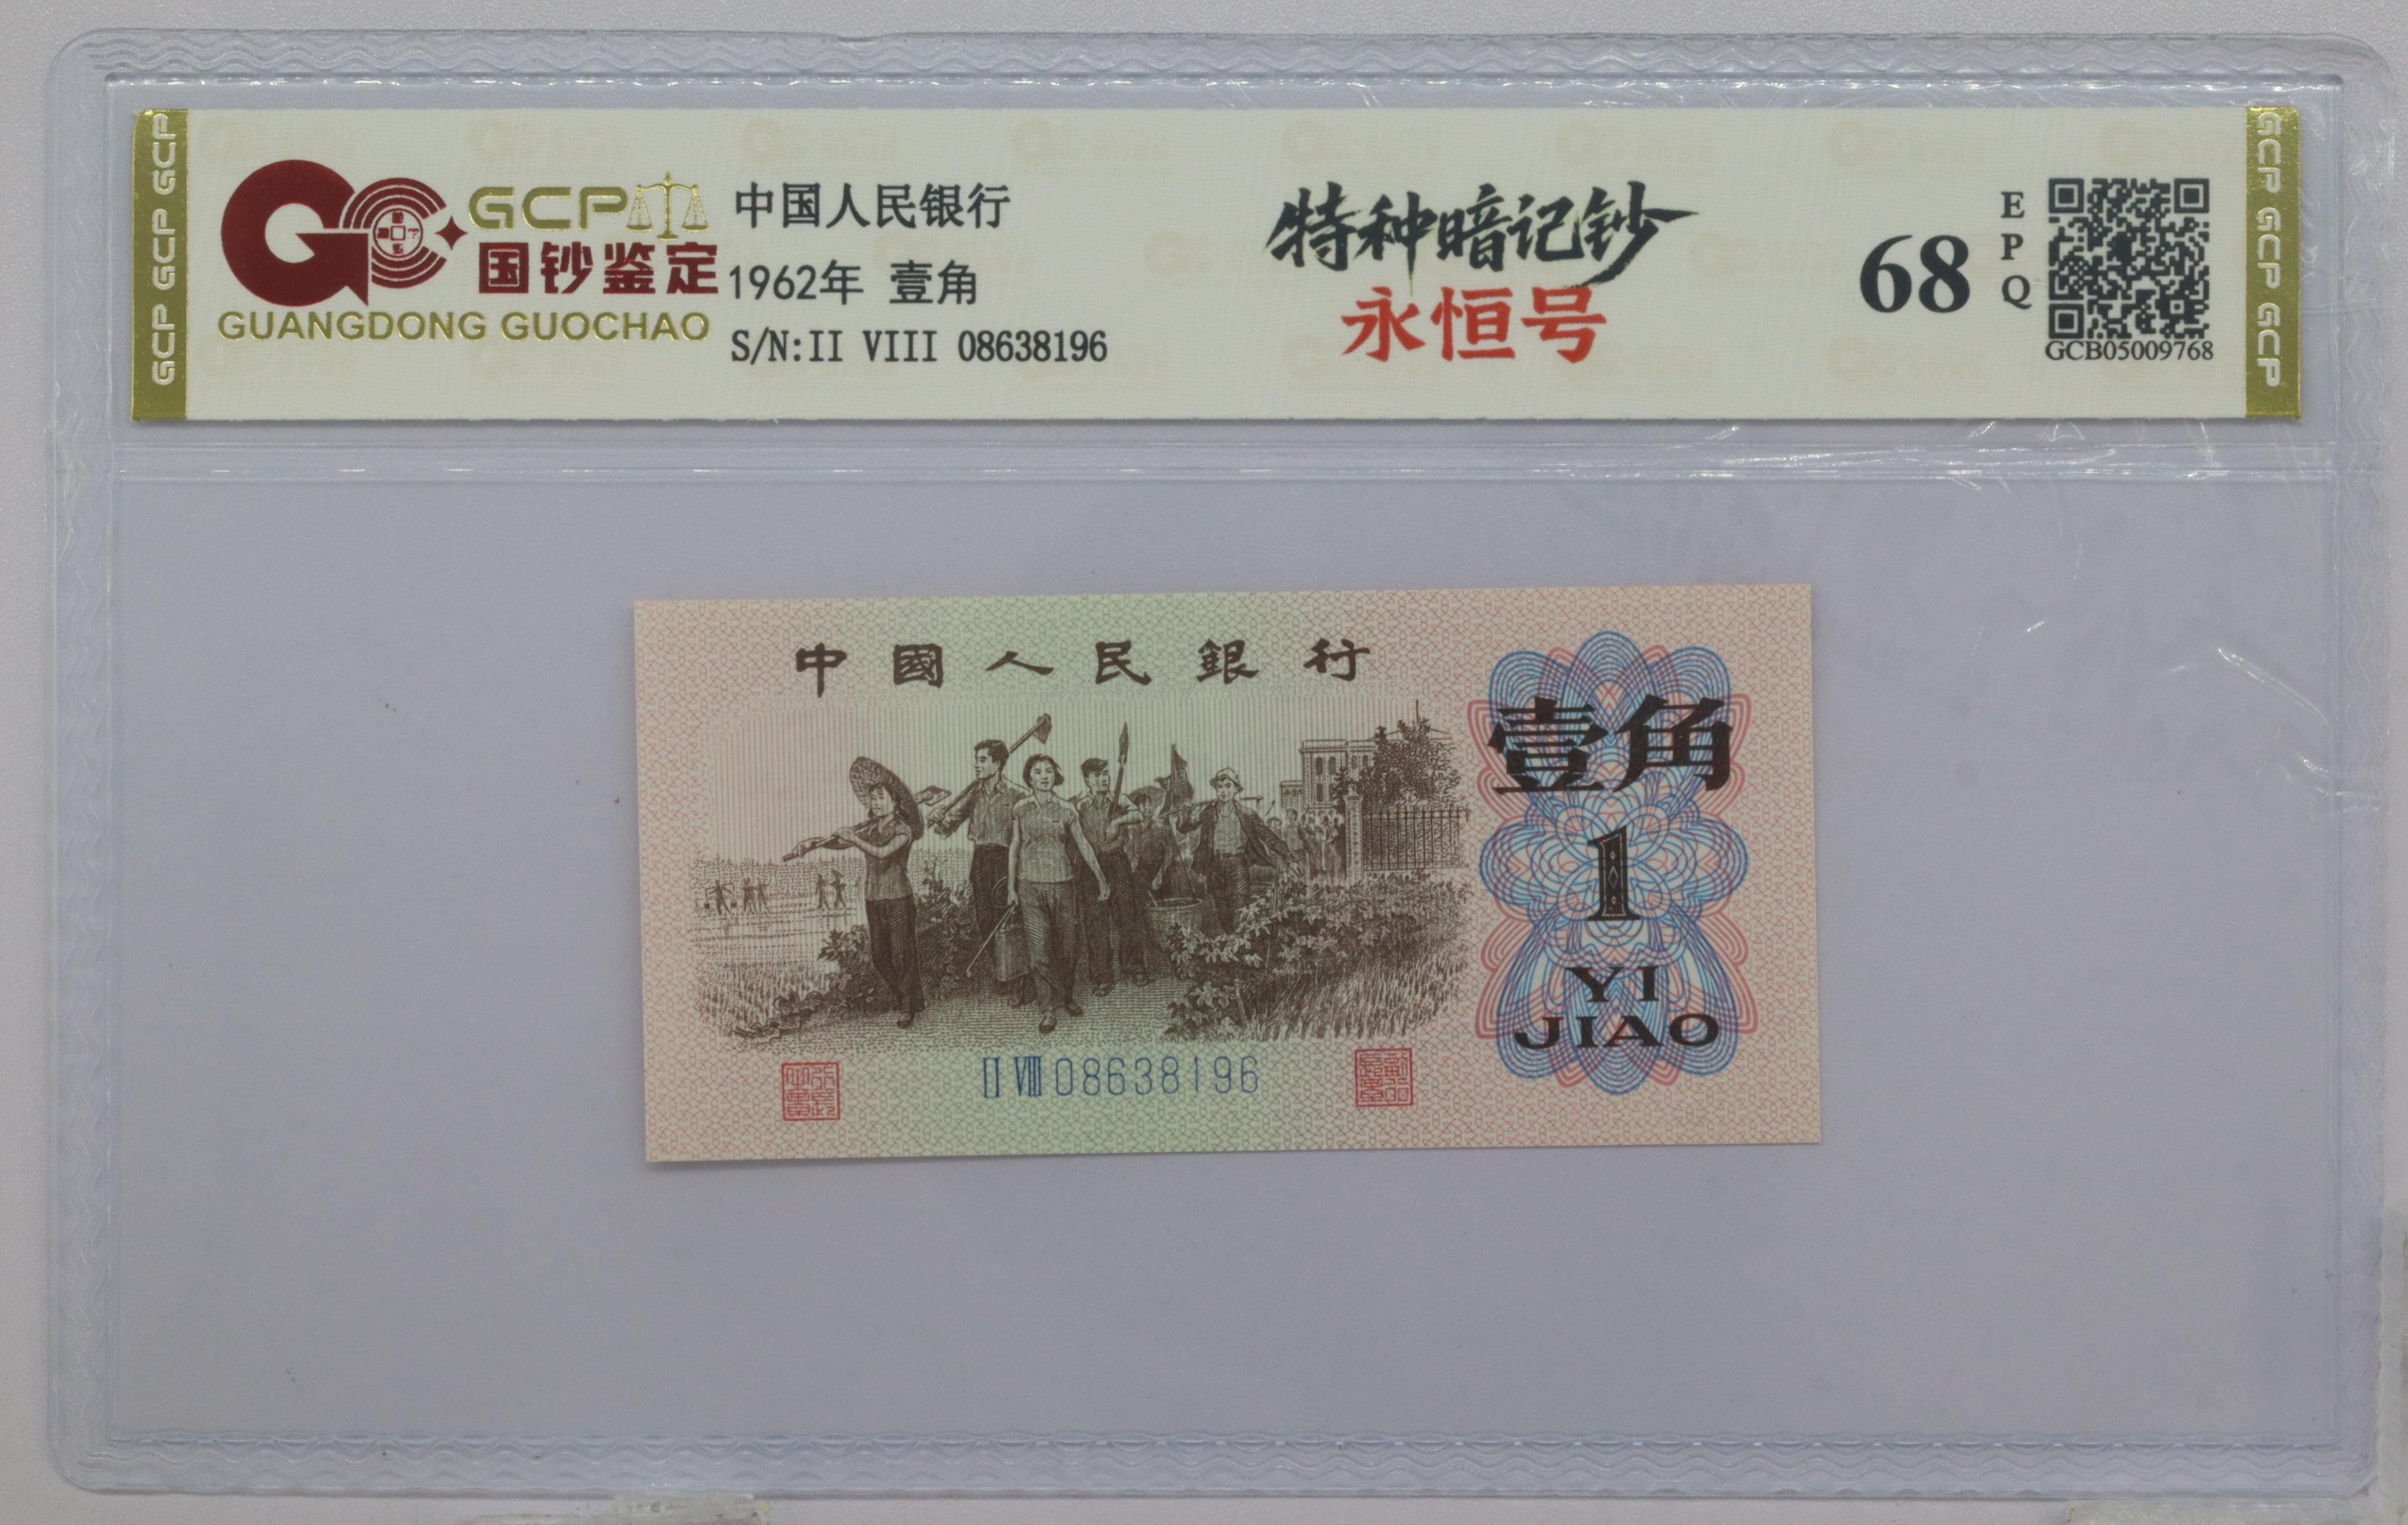 GCP GCP GCP
GCP
国钞鉴定
GUANGDONG GUOCHAO
中国人民银行
1962年 壹角
S/N:II VIII 08638196
特种暗记钞
永恒号
68
EPQ
GCB05009768
GCP GCP GCP
中國人民銀行
壹角
1
YI
JIAO
II VIII 08638196